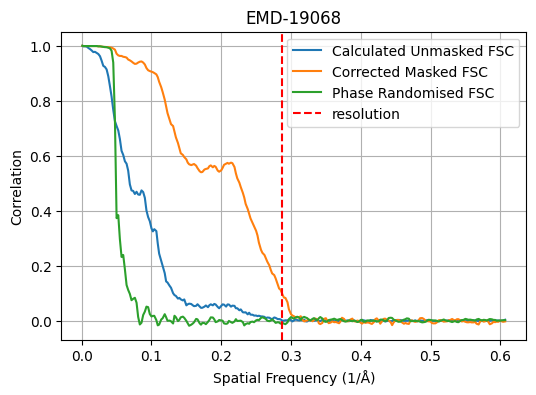 EMD-19068
Calculated Unmasked FSC
Corrected Masked FSC
Phase Randomised FSC
resolution
Correlation
1.0
0.8
0.6
0.4
0.2
0.0
0.0 0.1 0.2 0.3 0.4 0.5 0.6
Spatial Frequency (1/Å)